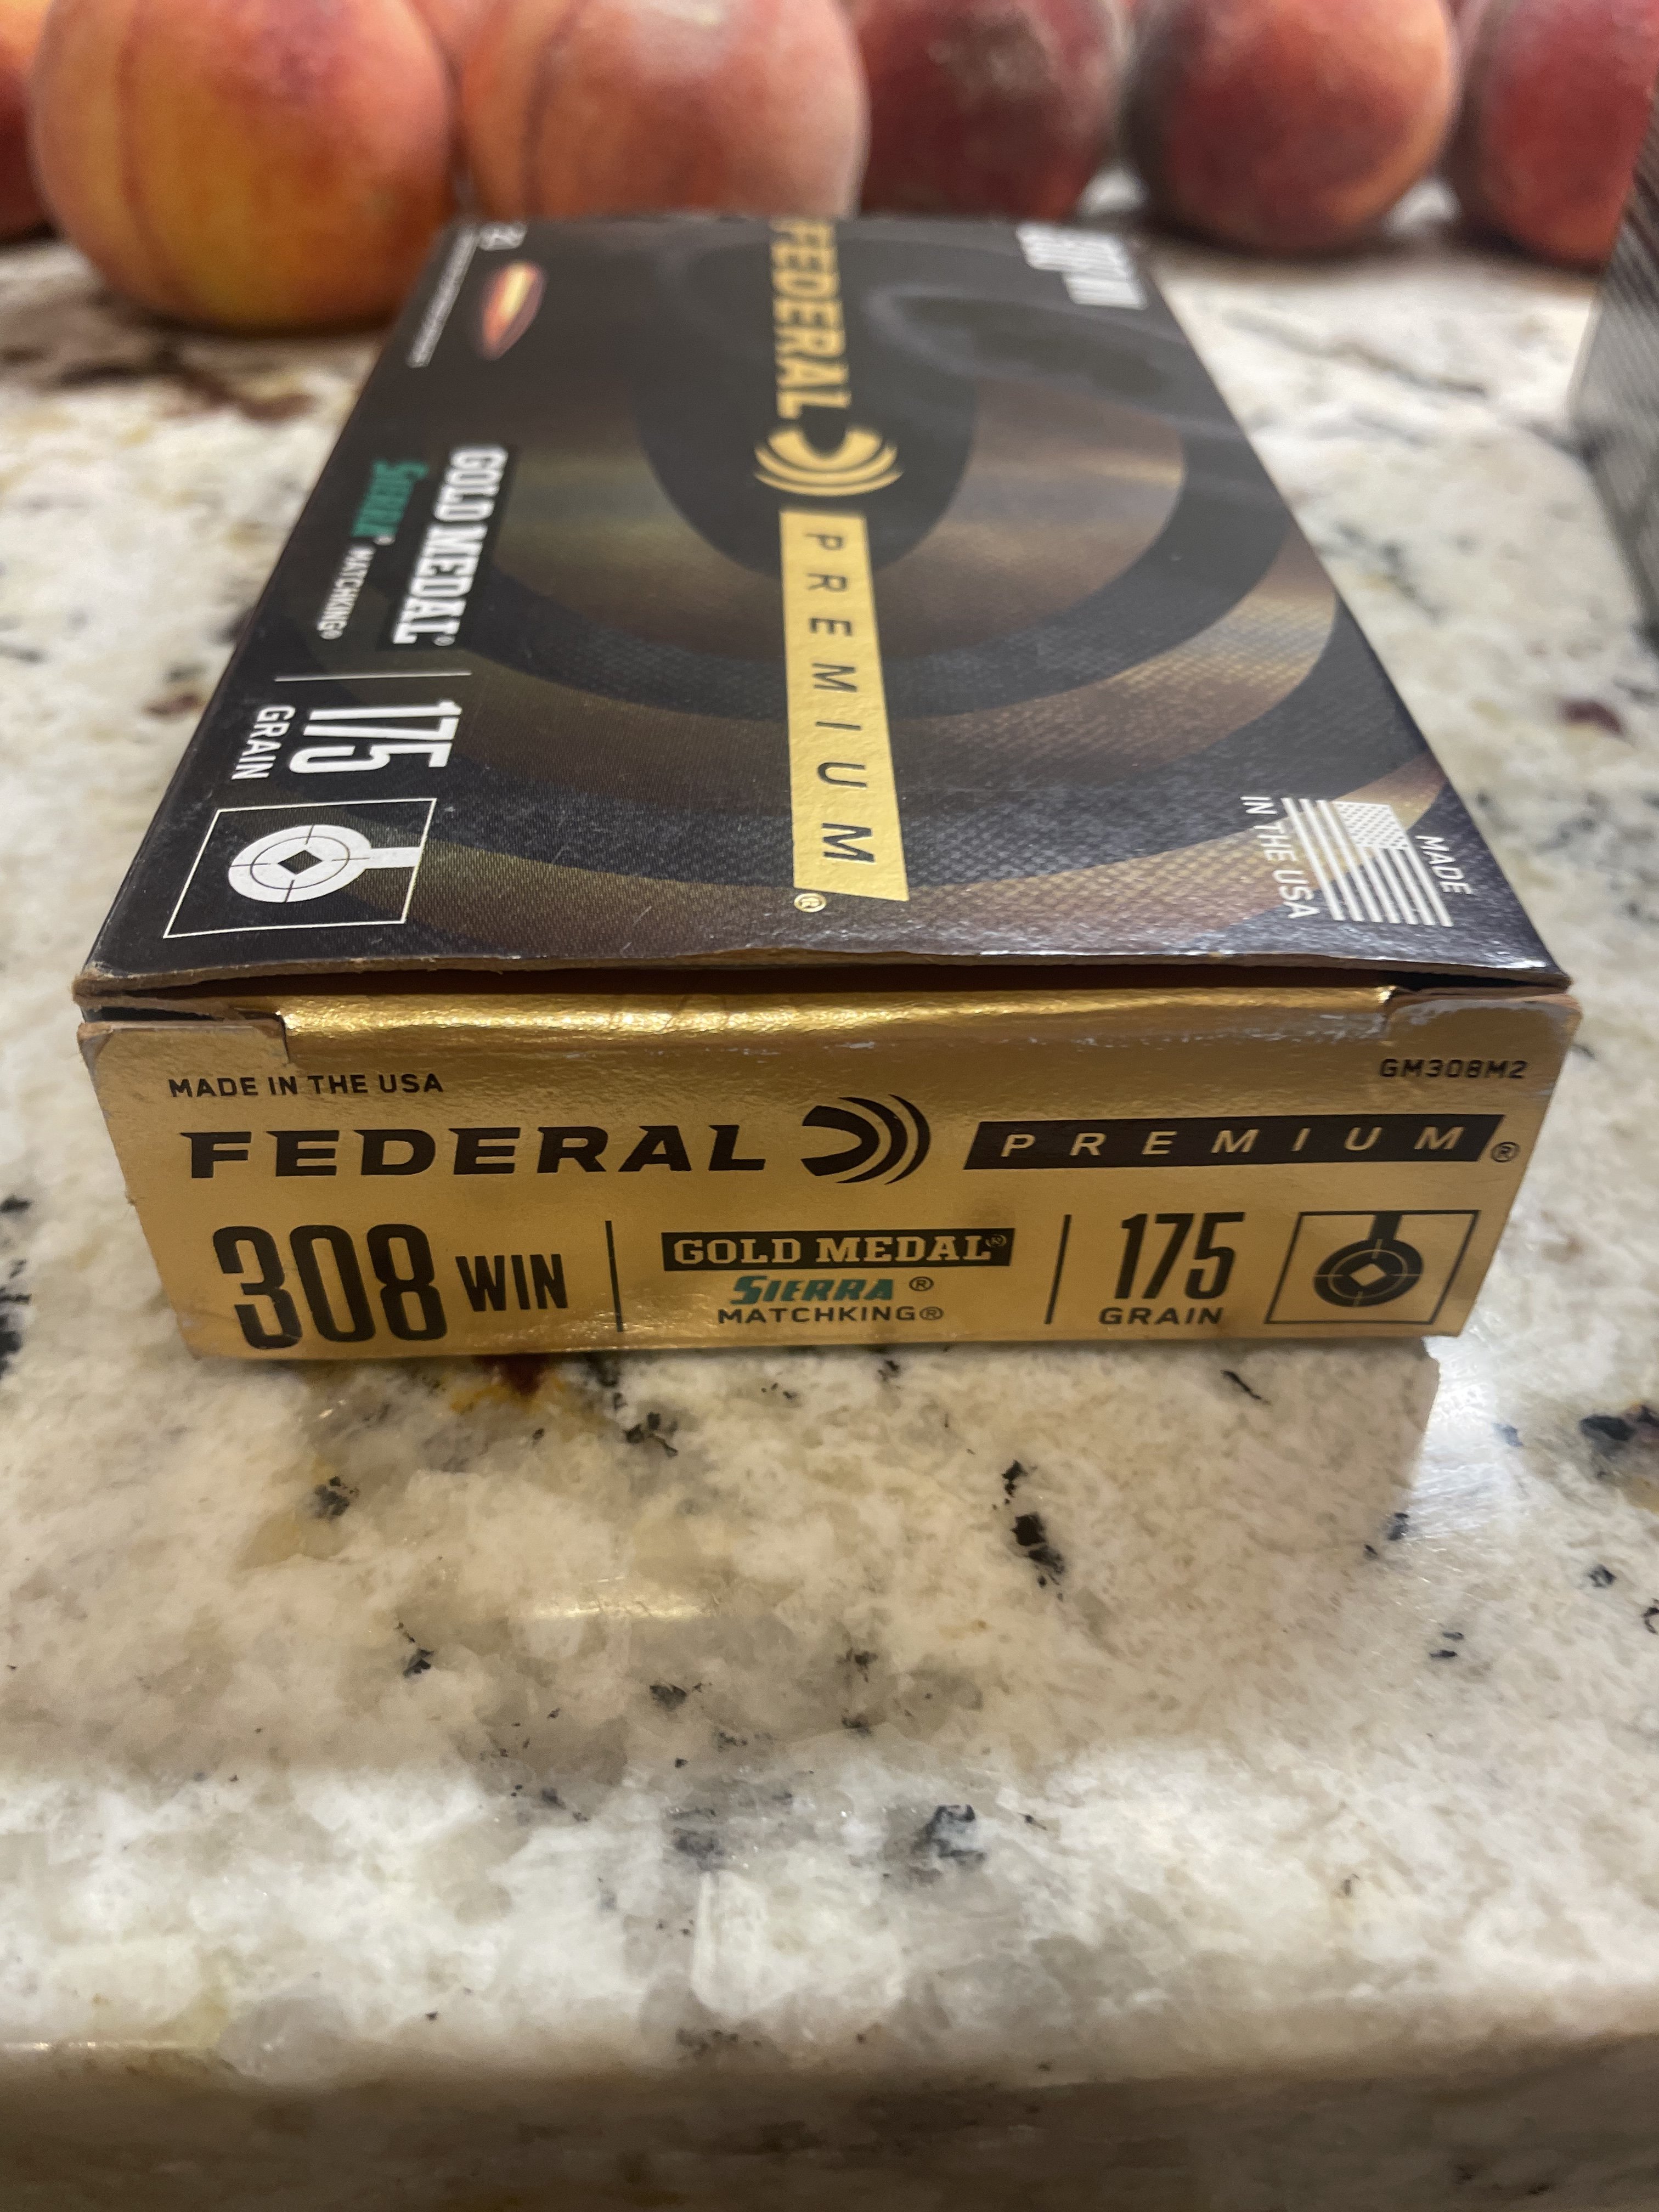 FEDERAL PREMIUM®
GOLD MEDAL®
SIERRA® MATCHKING®
175
GRAIN
MADE
IN THE USA
MADE IN THE USA
GM308M2
FEDERAL PREMIUM®
308 WIN
GOLD MEDAL®
SIERRA®
MATCHKING®
175
GRAIN